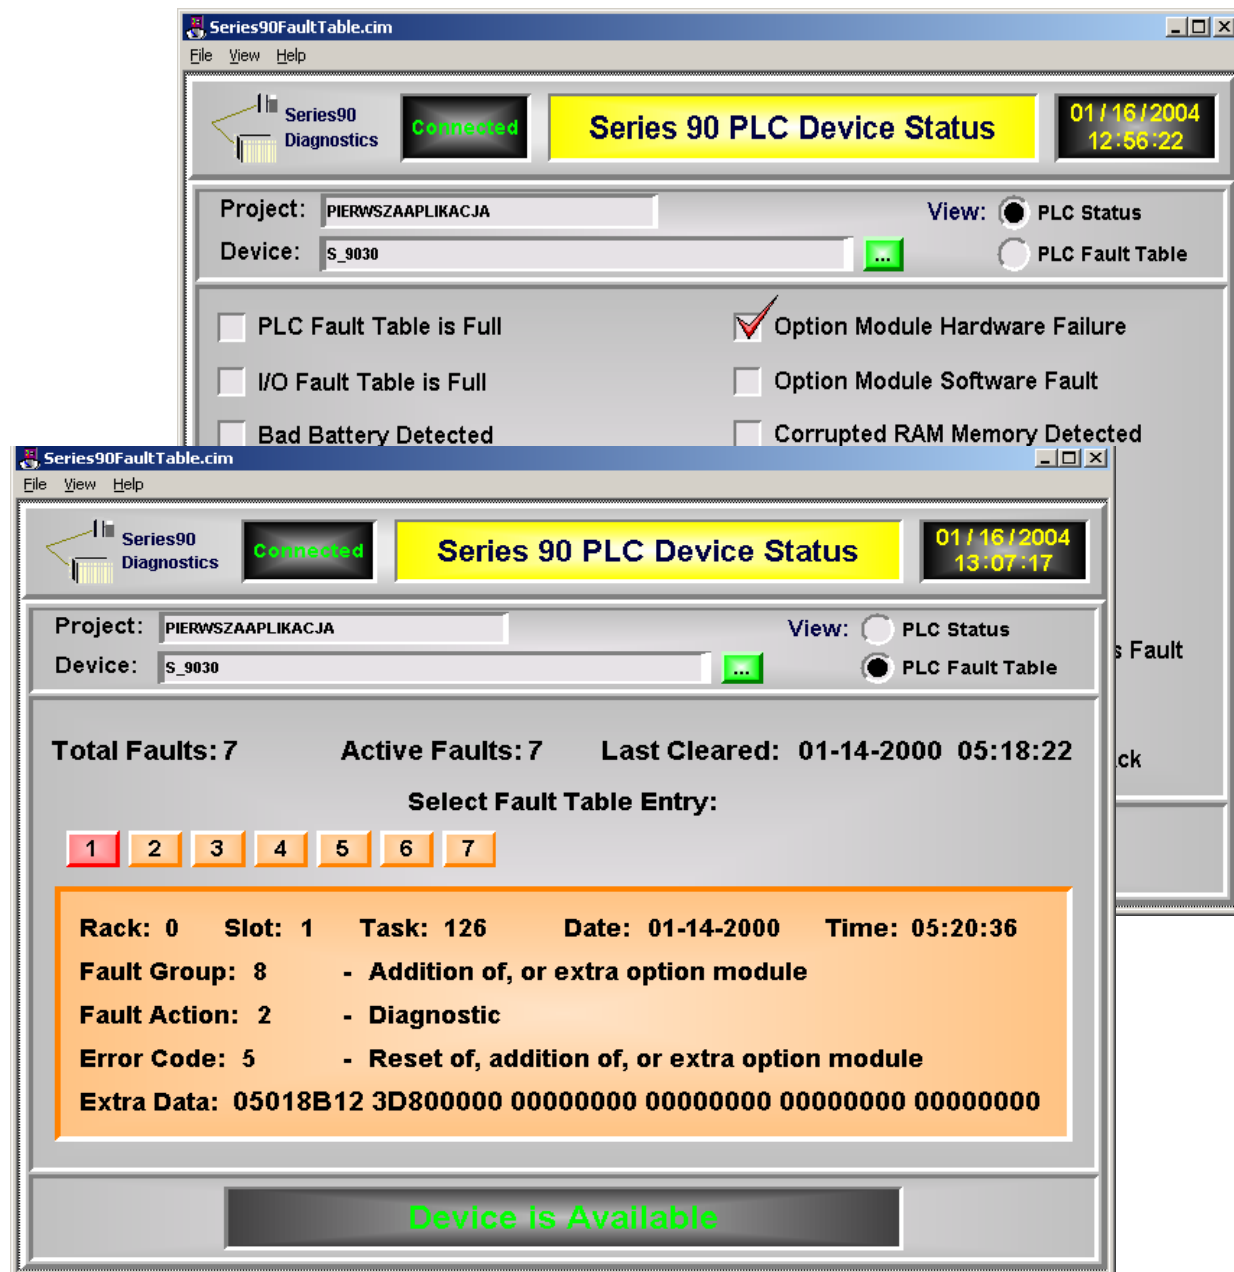 Series90FaultTable.cim
File View Help
Series90
Diagnostics
Connected
Series 90 PLC Device Status
01/16/2004
12:56:22
Project: PIERWSZAAPLIKACJA
View: PLC Status
Device: S_9030 ...
PLC Fault Table
PLC Fault Table is Full
Option Module Hardware Failure
I/O Fault Table is Full
Option Module Software Fault
Bad Battery Detected
Corrupted RAM Memory Detected
s Fault
ck
Series90FaultTable.cim
File View Help
Series90
Diagnostics
Connected
Series 90 PLC Device Status
01/16/2004
13:07:17
Project: PIERWSZAAPLIKACJA
View: PLC Status
Device: S_9030 ...
PLC Fault Table
Total Faults: 7 Active Faults: 7 Last Cleared: 01-14-2000 05:18:22
Select Fault Table Entry:
1 2 3 4 5 6 7
Rack: 0 Slot: 1 Task: 126 Date: 01-14-2000 Time: 05:20:36
Fault Group: 8 - Addition of, or extra option module
Fault Action: 2 - Diagnostic
Error Code: 5 - Reset of, addition of, or extra option module
Extra Data: 05018B12 3D800000 00000000 00000000 00000000 00000000
Device is Available